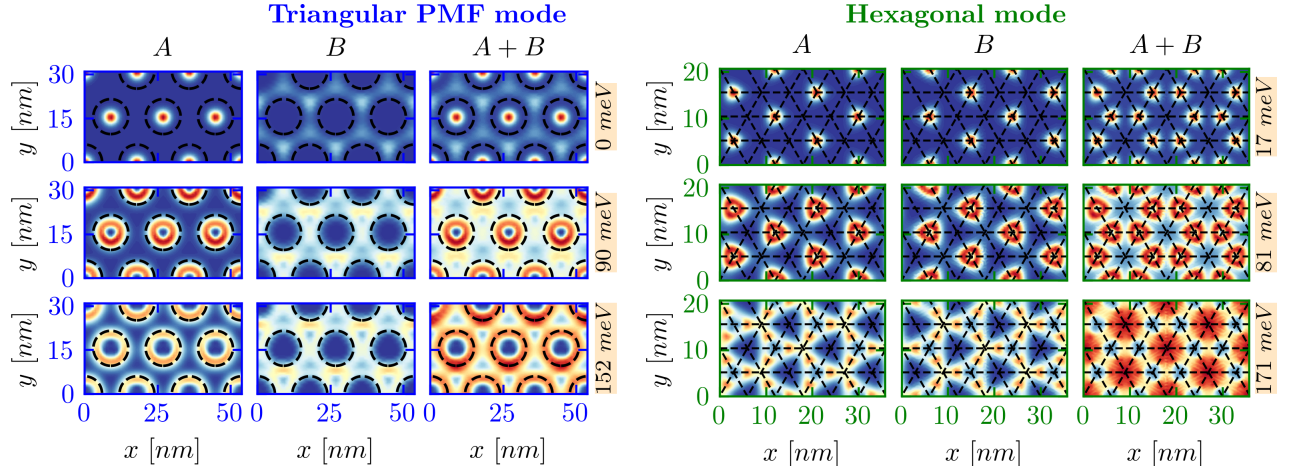 Triangular PMF mode
Hexagonal mode
A B A + B
A B A + B
y [nm] 30 15 0
0 meV
y [nm] 20 10 0
17 meV
y [nm] 30 15 0
90 meV
y [nm] 20 10 0
81 meV
y [nm] 30 15 0
152 meV
y [nm] 20 10 0
171 meV
0 25 50 0 25 50 0 25 50
0 10 20 30 0 10 20 30 0 10 20 30
x [nm] x [nm] x [nm]
x [nm] x [nm] x [nm]